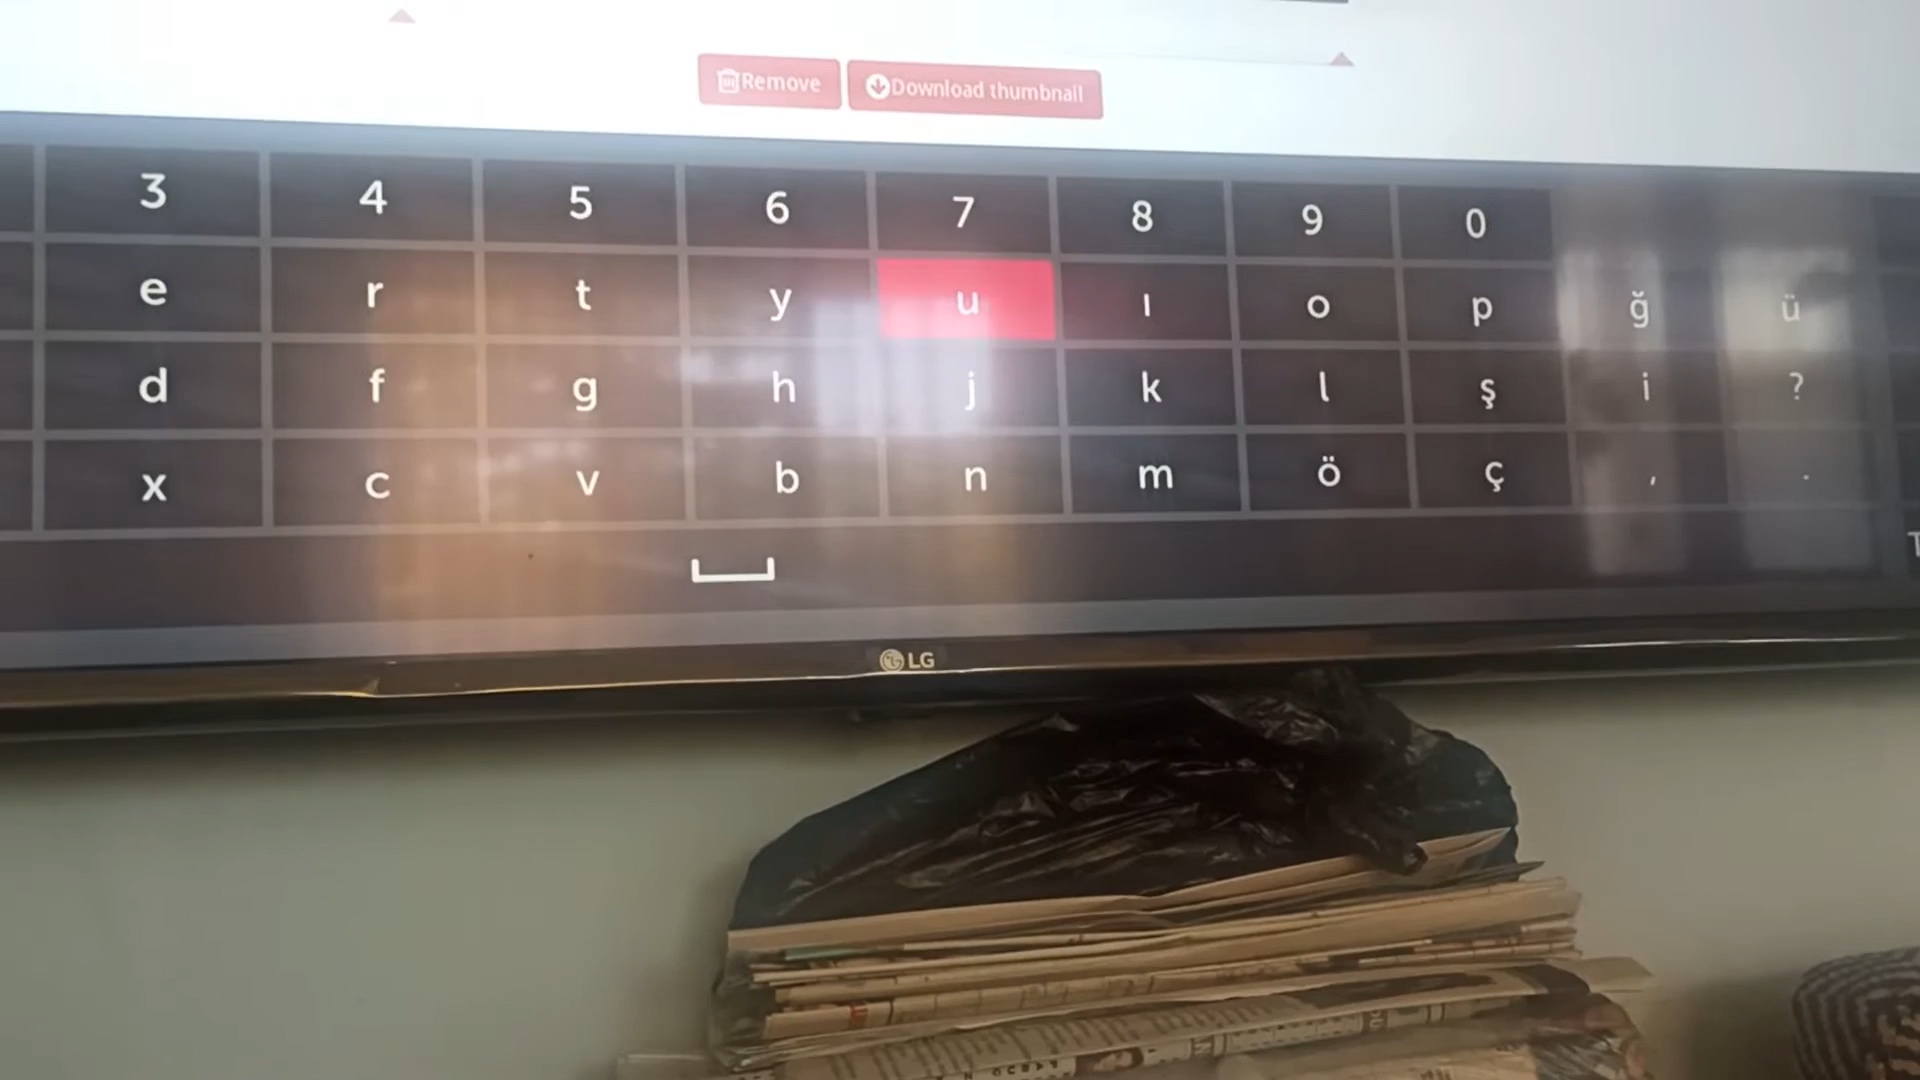 Remove Download thumbnail
3 4 5 6 7 8 9 0
e r t y u ı o p ğ ü
d f g h j k l ş i ?
x c v b n m ö ç , .
LG